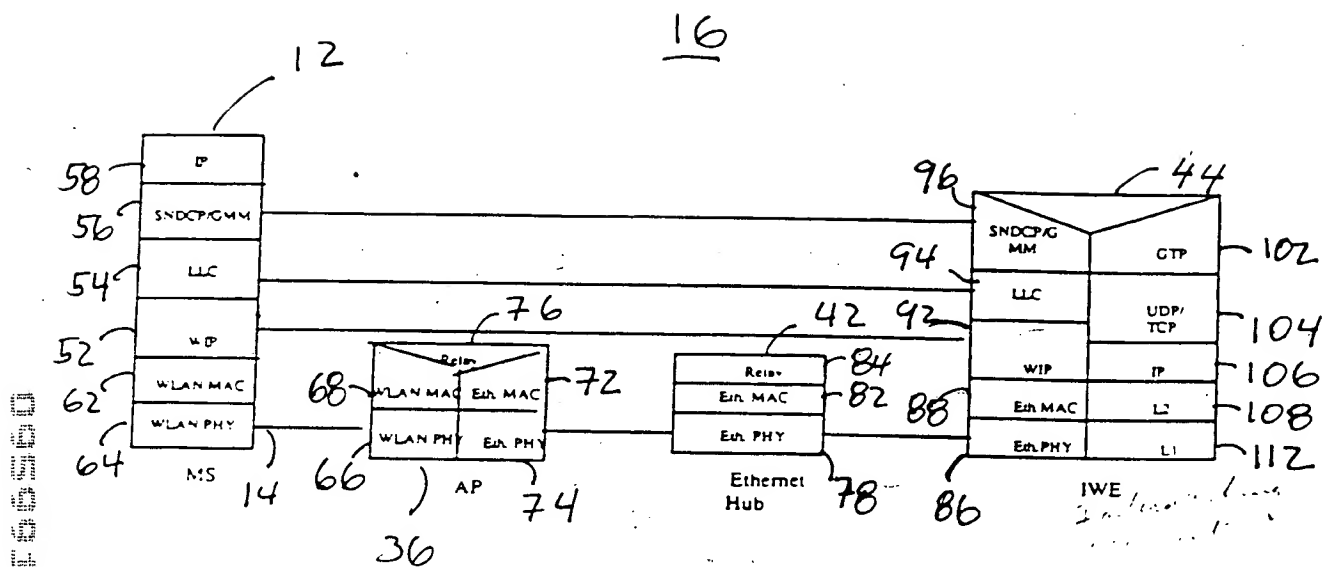 16
12
58 IP
56 SNDCP/GMM
54 LLC
52 WIP
62 WLAN MAC
64 WLAN PHY
MS
14
76
Relay
68 WLAN MAC Eth MAC 72
66 WLAN PHY Eth PHY 74
AP
36
42
Relay 84
Eth MAC 82
Eth PHY 78
Ethernet
Hub
44
96 SNDCP/G
MM
GTP 102
94 LLC
UDP/
TCP 104
92 WIP IP 106
88 Eth MAC L2 108
86 Eth PHY L1 112
IWE